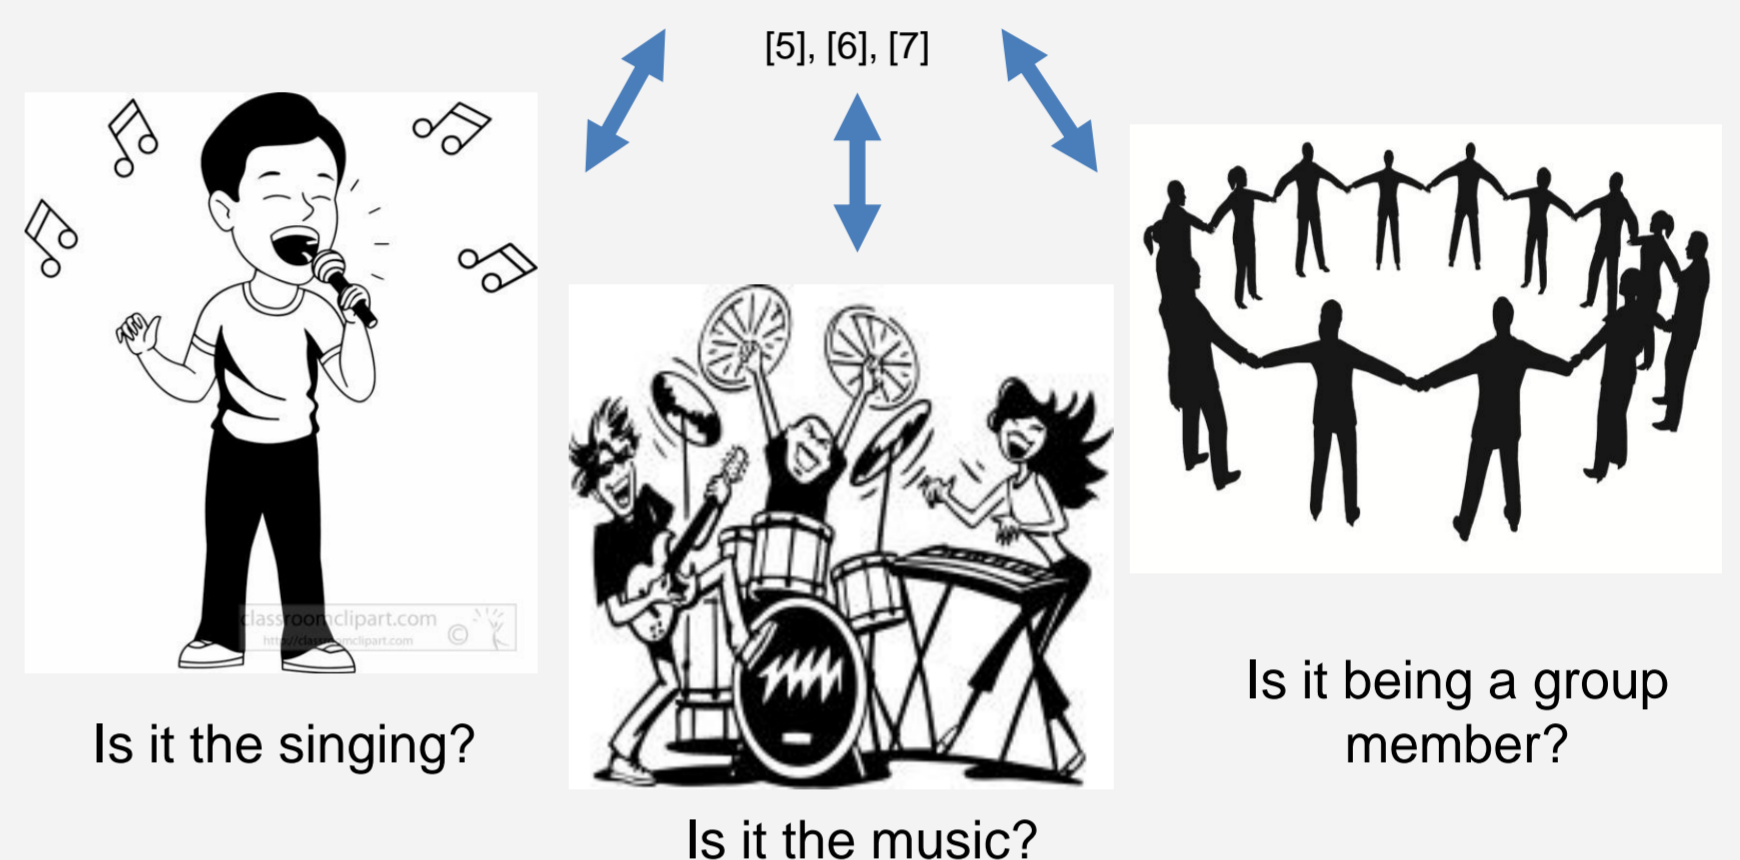 [5], [6], [7]
classroomclipart.com
©
Is it the singing?
Is it the music?
Is it being a group
member?